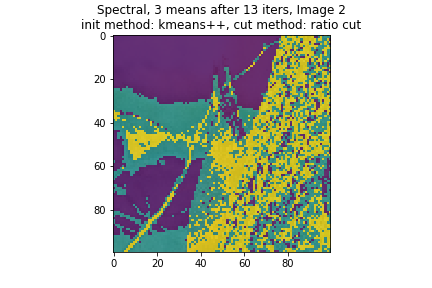 Spectral, 3 means after 13 iters, Image 2
init method: kmeans++, cut method: ratio cut
0
20
40
60
80
0 20 40 60 80